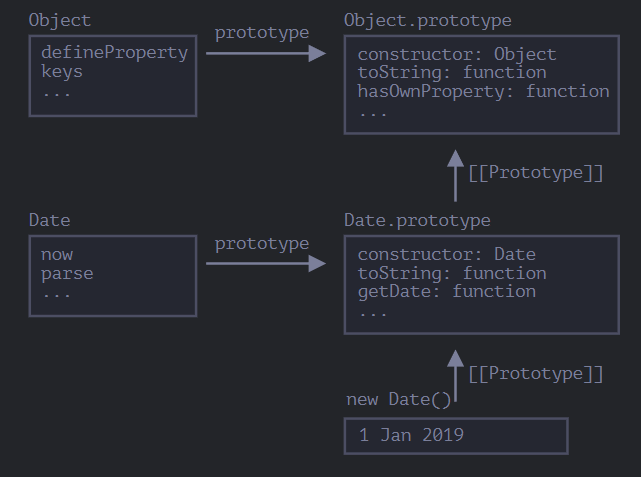 Object
defineProperty
keys
...
prototype
Object.prototype
constructor: Object
toString: function
hasOwnProperty: function
...
[[Prototype]]
Date
now
parse
...
prototype
Date.prototype
constructor: Date
toString: function
getDate: function
...
[[Prototype]]
new Date()
1 Jan 2019